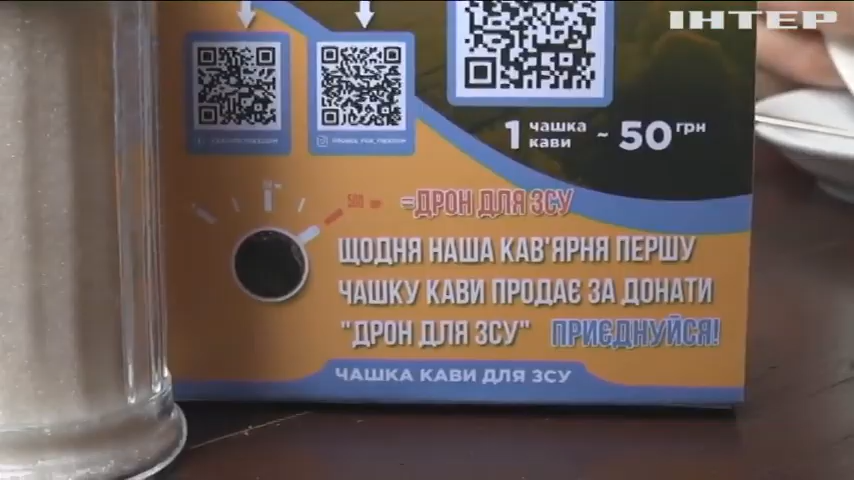 ІНТЕР
1 чашка кави ~ 50 грн
=ДРОН ДЛЯ ЗСУ
ЩОДНЯ НАША КАВ'ЯРНЯ ПЕРШУ
ЧАШКУ КАВИ ПРОДАЄ ЗА ДОНАТИ
"ДРОН ДЛЯ ЗСУ" ПРИЄДНУЙСЯ!
ЧАШКА КАВИ ДЛЯ ЗСУ